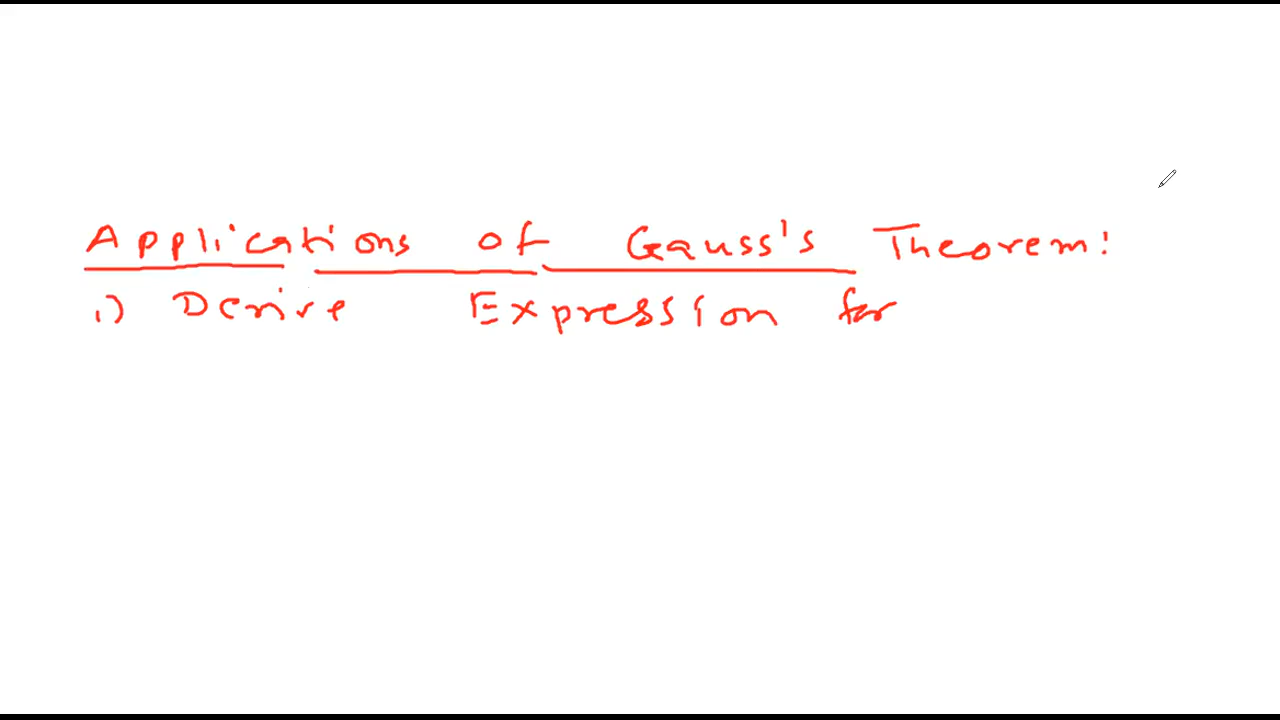 Applications of Gauss's Theorem:
1) Derive Expression for